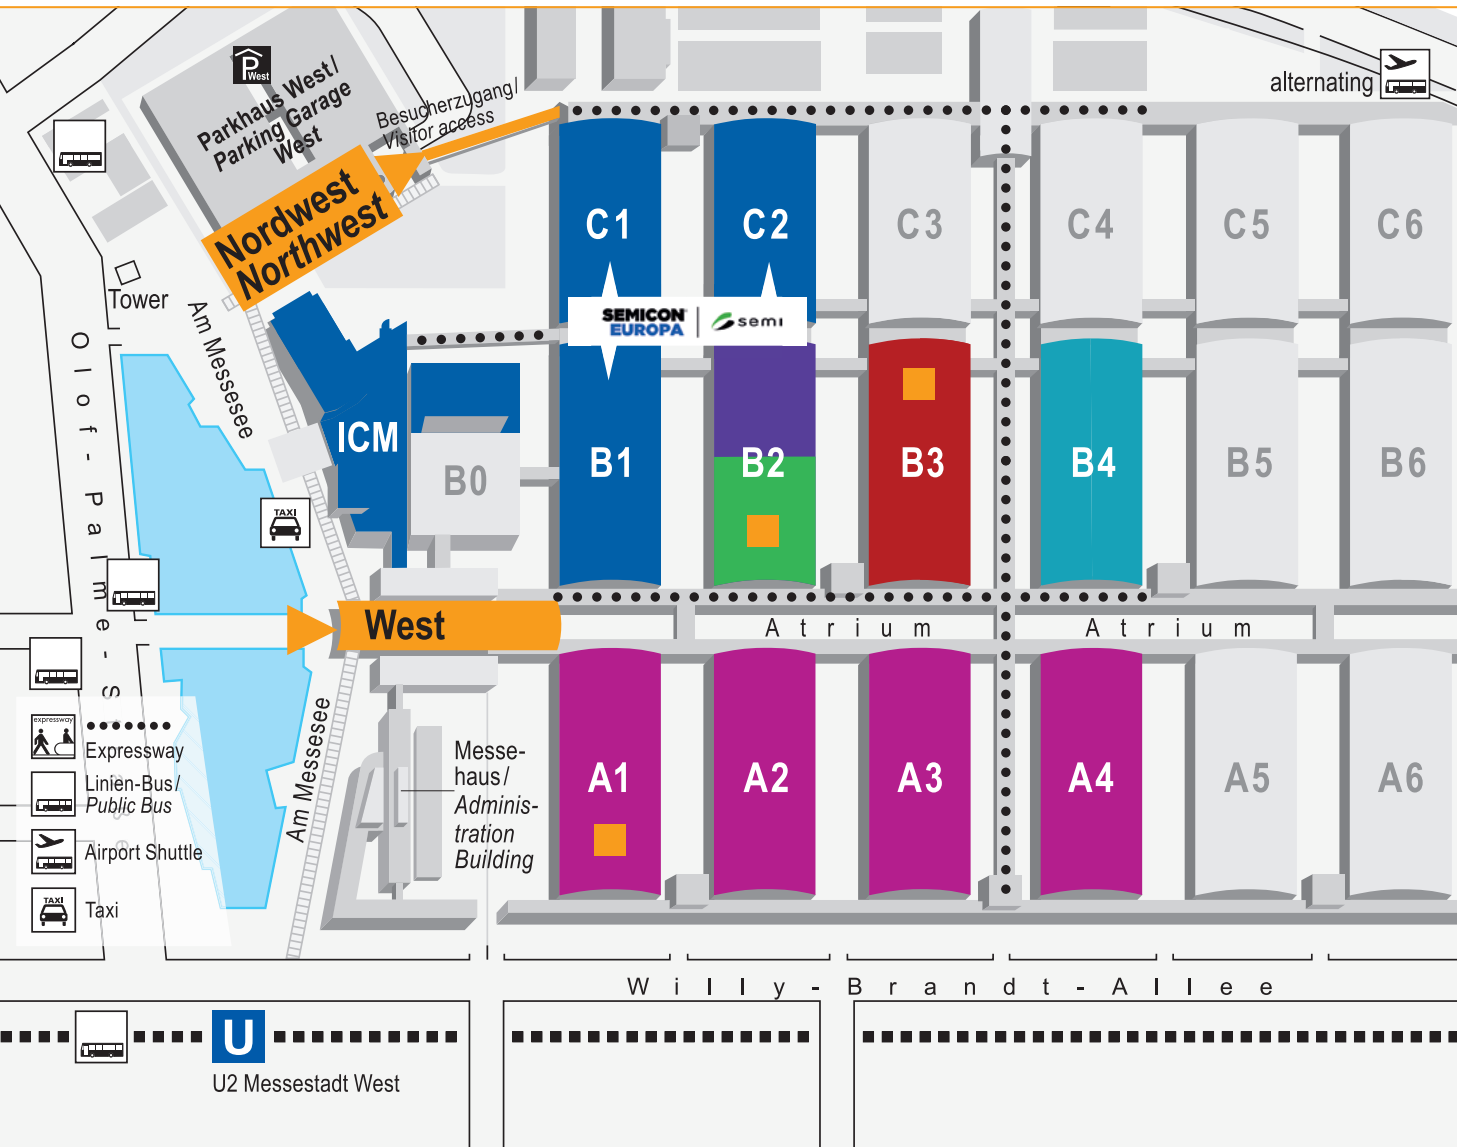 P
West
Parkhaus West/
Parking Garage
West
Besucherzugang/
Visitor access
alternating
Nordwest
Northwest
Tower
Am Messesee
Olof-Palme-St
C1
C2
C3
C4
C5
C6
SEMICON
EUROPA
semi
ICM
B0
B1
B2
B3
B4
B5
B6
TAXI
West
Atrium
Atrium
Am Messesee
A1
A2
A3
A4
A5
A6
Messe-
haus/
Adminis-
tration
Building
expressway
Expressway
Linien-Bus/
Public Bus
Airport Shuttle
TAXI
Taxi
Willy-Brandt-Allee
U
U2 Messestadt West